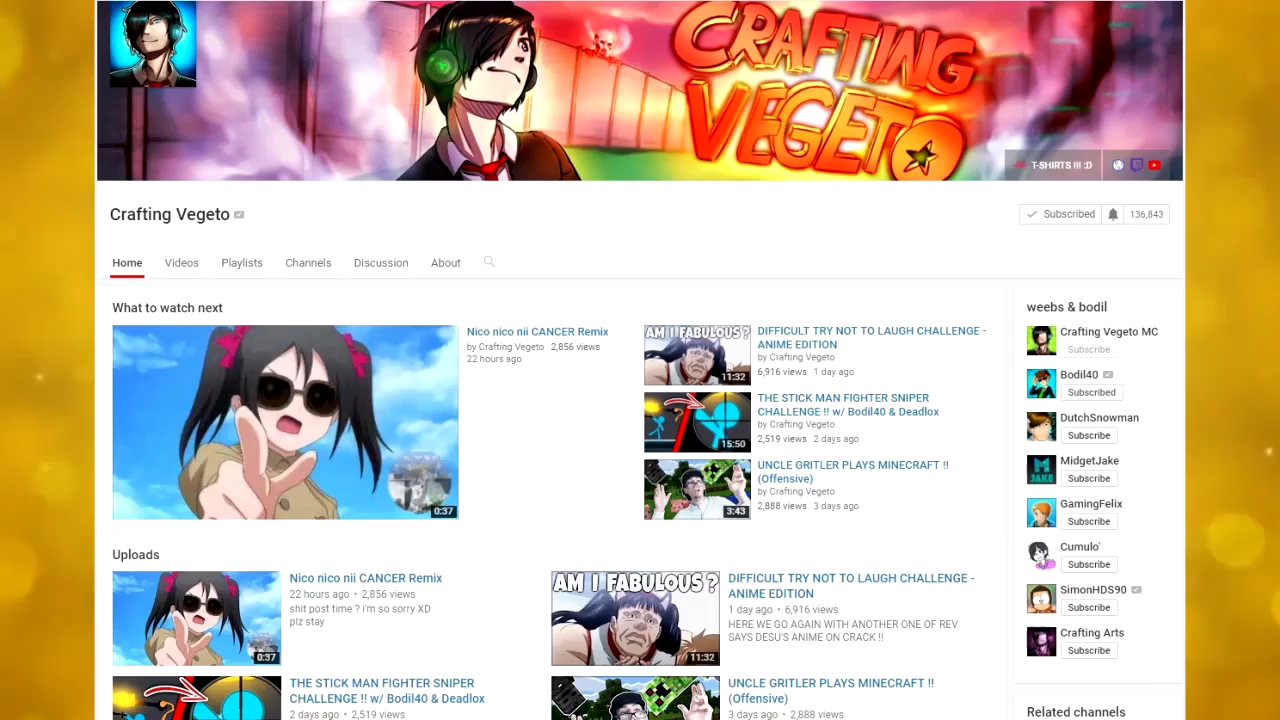 CRAFTING
VEGETO
T-SHIRTS !!! :D
Crafting Vegeto
Subscribed 136,843
Home Videos Playlists Channels Discussion About
What to watch next
Nico nico nii CANCER Remix
by Crafting Vegeto 2,856 views
22 hours ago
0:37
AM I FABULOUS?
11:32
DIFFICULT TRY NOT TO LAUGH CHALLENGE -
ANIME EDITION
by Crafting Vegeto
6,916 views 1 day ago
15:50
THE STICK MAN FIGHTER SNIPER
CHALLENGE !! w/ Bodil40 & Deadlox
by Crafting Vegeto
2,519 views 2 days ago
3:43
UNCLE GRITLER PLAYS MINECRAFT !!
(Offensive)
by Crafting Vegeto
2,888 views 3 days ago
Uploads
0:37
Nico nico nii CANCER Remix
22 hours ago • 2,856 views
shit post time ? i'm so sorry XD
plz stay
AM I FABULOUS?
11:32
DIFFICULT TRY NOT TO LAUGH CHALLENGE -
ANIME EDITION
1 day ago • 6,916 views
HERE WE GO AGAIN WITH ANOTHER ONE OF REV
SAYS DESU'S ANIME ON CRACK !!
THE STICK MAN FIGHTER SNIPER
CHALLENGE !! w/ Bodil40 & Deadlox
2 days ago • 2,519 views
UNCLE GRITLER PLAYS MINECRAFT !!
(Offensive)
3 days ago • 2,888 views
weebs & bodil
Crafting Vegeto MC
Subscribe
Bodil40
Subscribed
DutchSnowman
Subscribe
JAKE
MidgetJake
Subscribe
GamingFelix
Subscribe
Cumulo'
Subscribe
SimonHDS90
Subscribe
Crafting Arts
Subscribe
Related channels